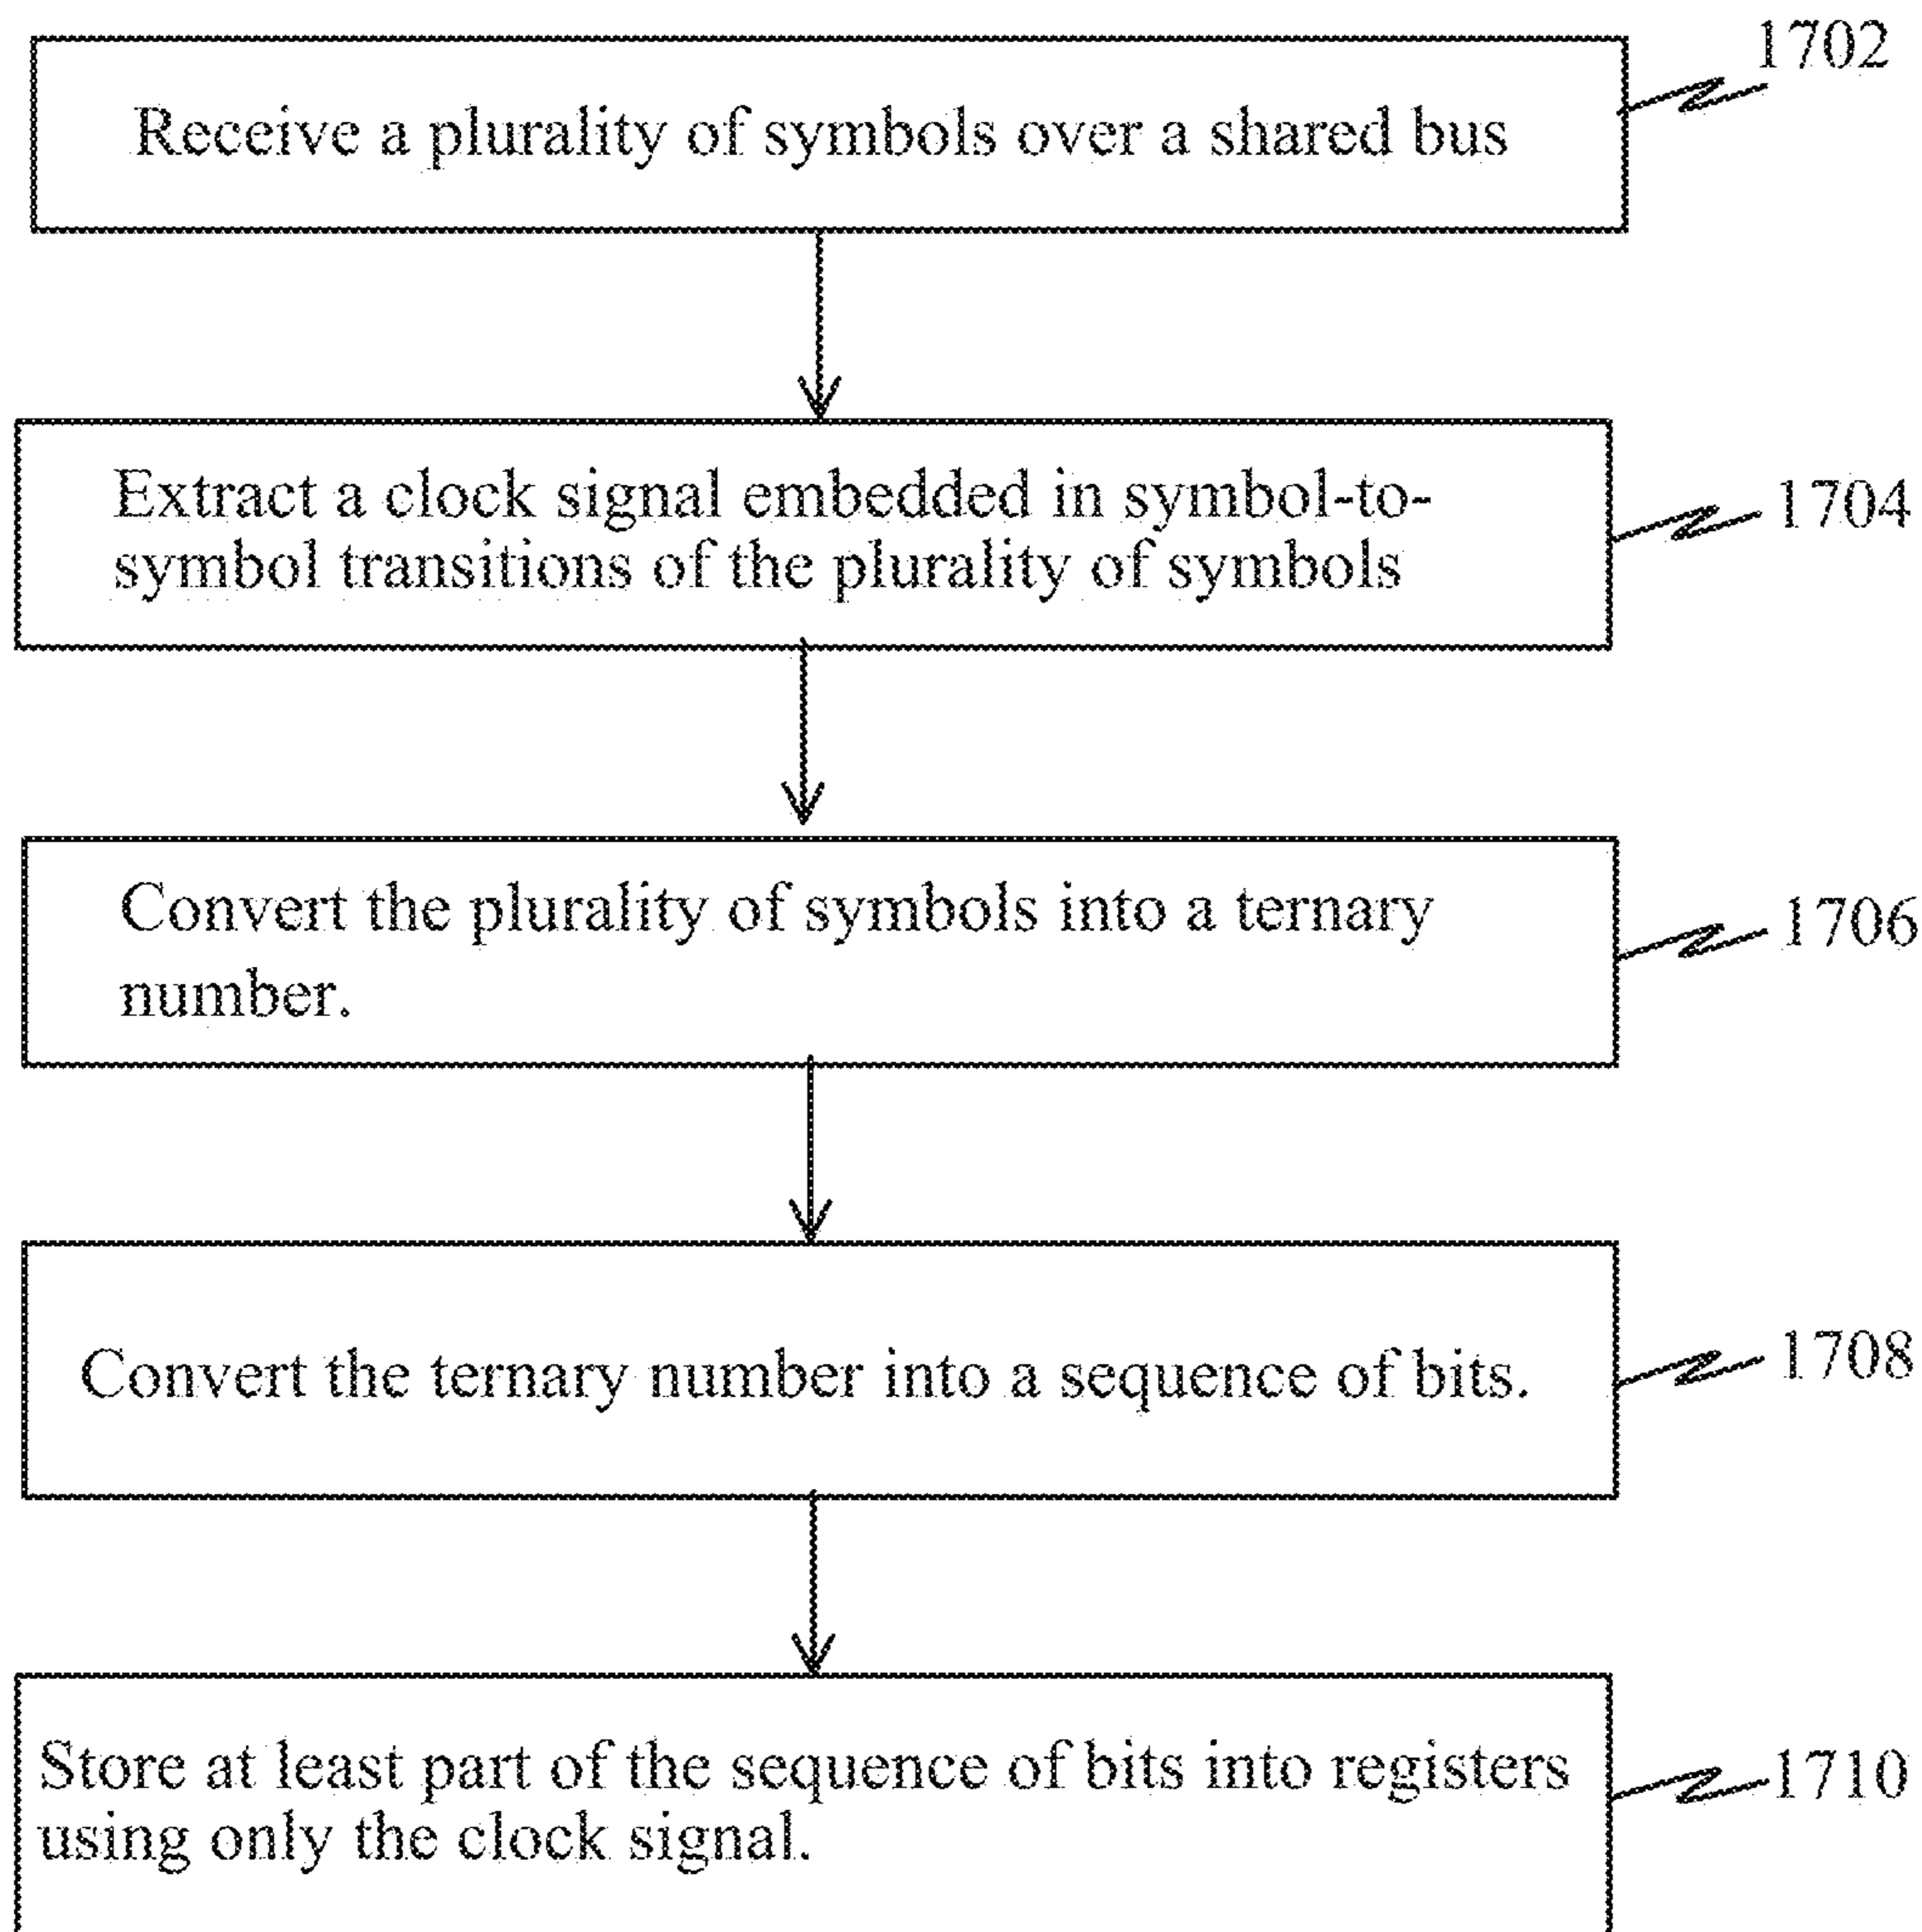 1702
Receive a plurality of symbols over a shared bus
Extract a clock signal embedded in symbol-to-
symbol transitions of the plurality of symbols
1704
Convert the plurality of symbols into a ternary
number.
1706
Convert the ternary number into a sequence of bits.
1708
Store at least part of the sequence of bits into registers
using only the clock signal.
1710